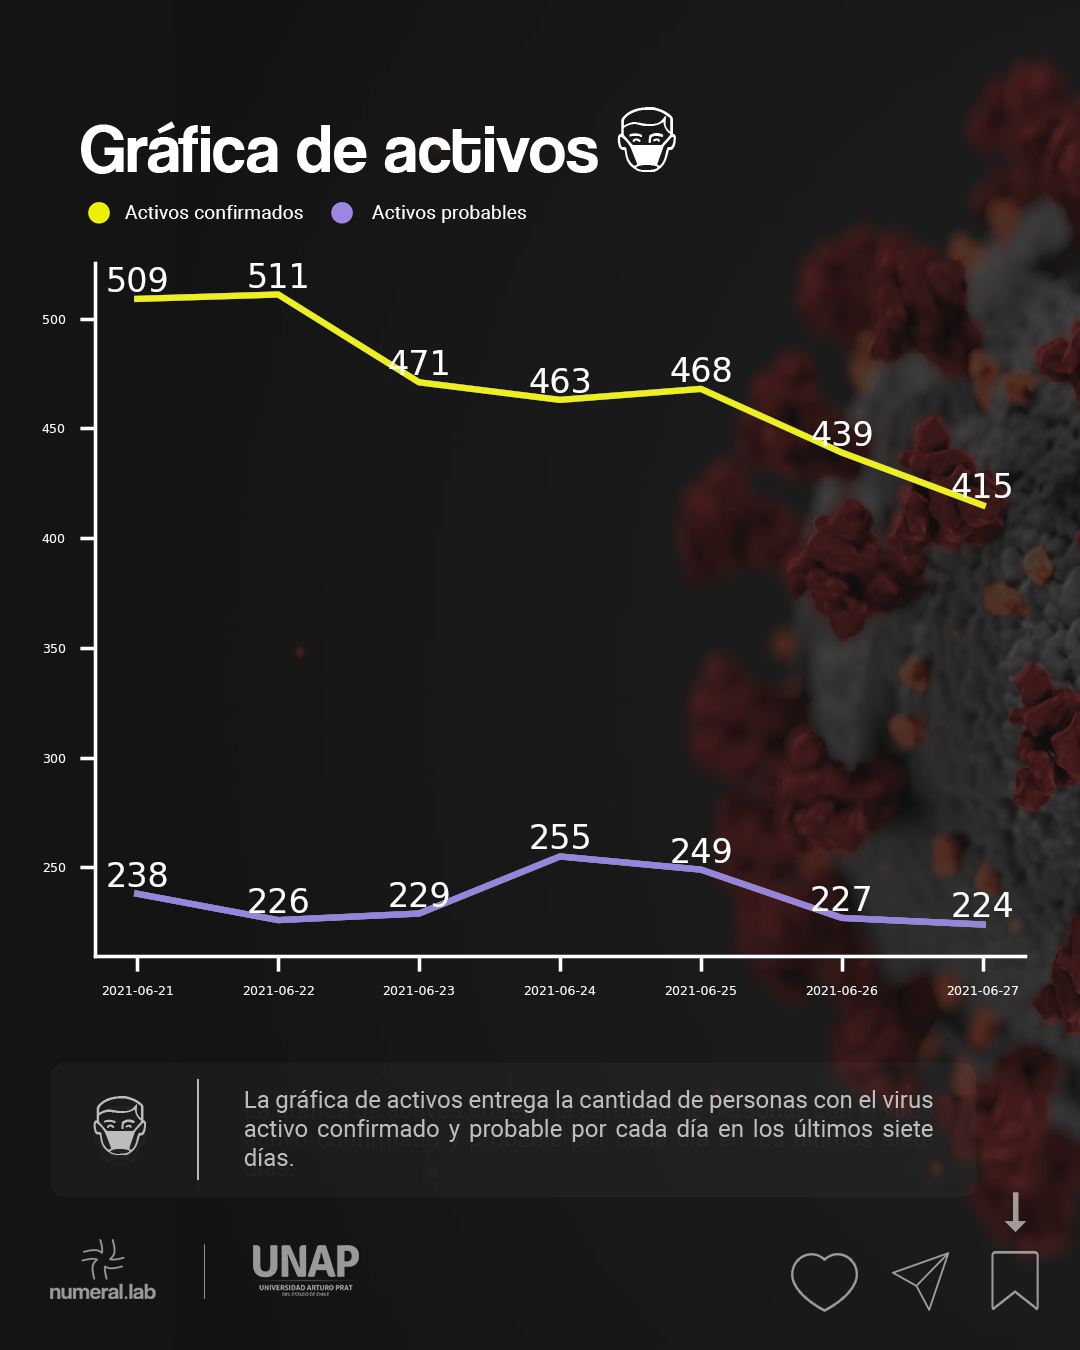 Gráfica de activos
Activos confirmados Activos probables
509 511 471 463 468 439 415
500
450
400
350
300
250
238 226 229 255 249 227 224
2021-06-21 2021-06-22 2021-06-23 2021-06-24 2021-06-25 2021-06-26 2021-06-27
La gráfica de activos entrega la cantidad de personas con el virus
activo confirmado y probable por cada día en los últimos siete
días.
numeral.lab
UNAP
UNIVERSIDAD ARTURO PRAT
DEL ESTADO DE CHILE